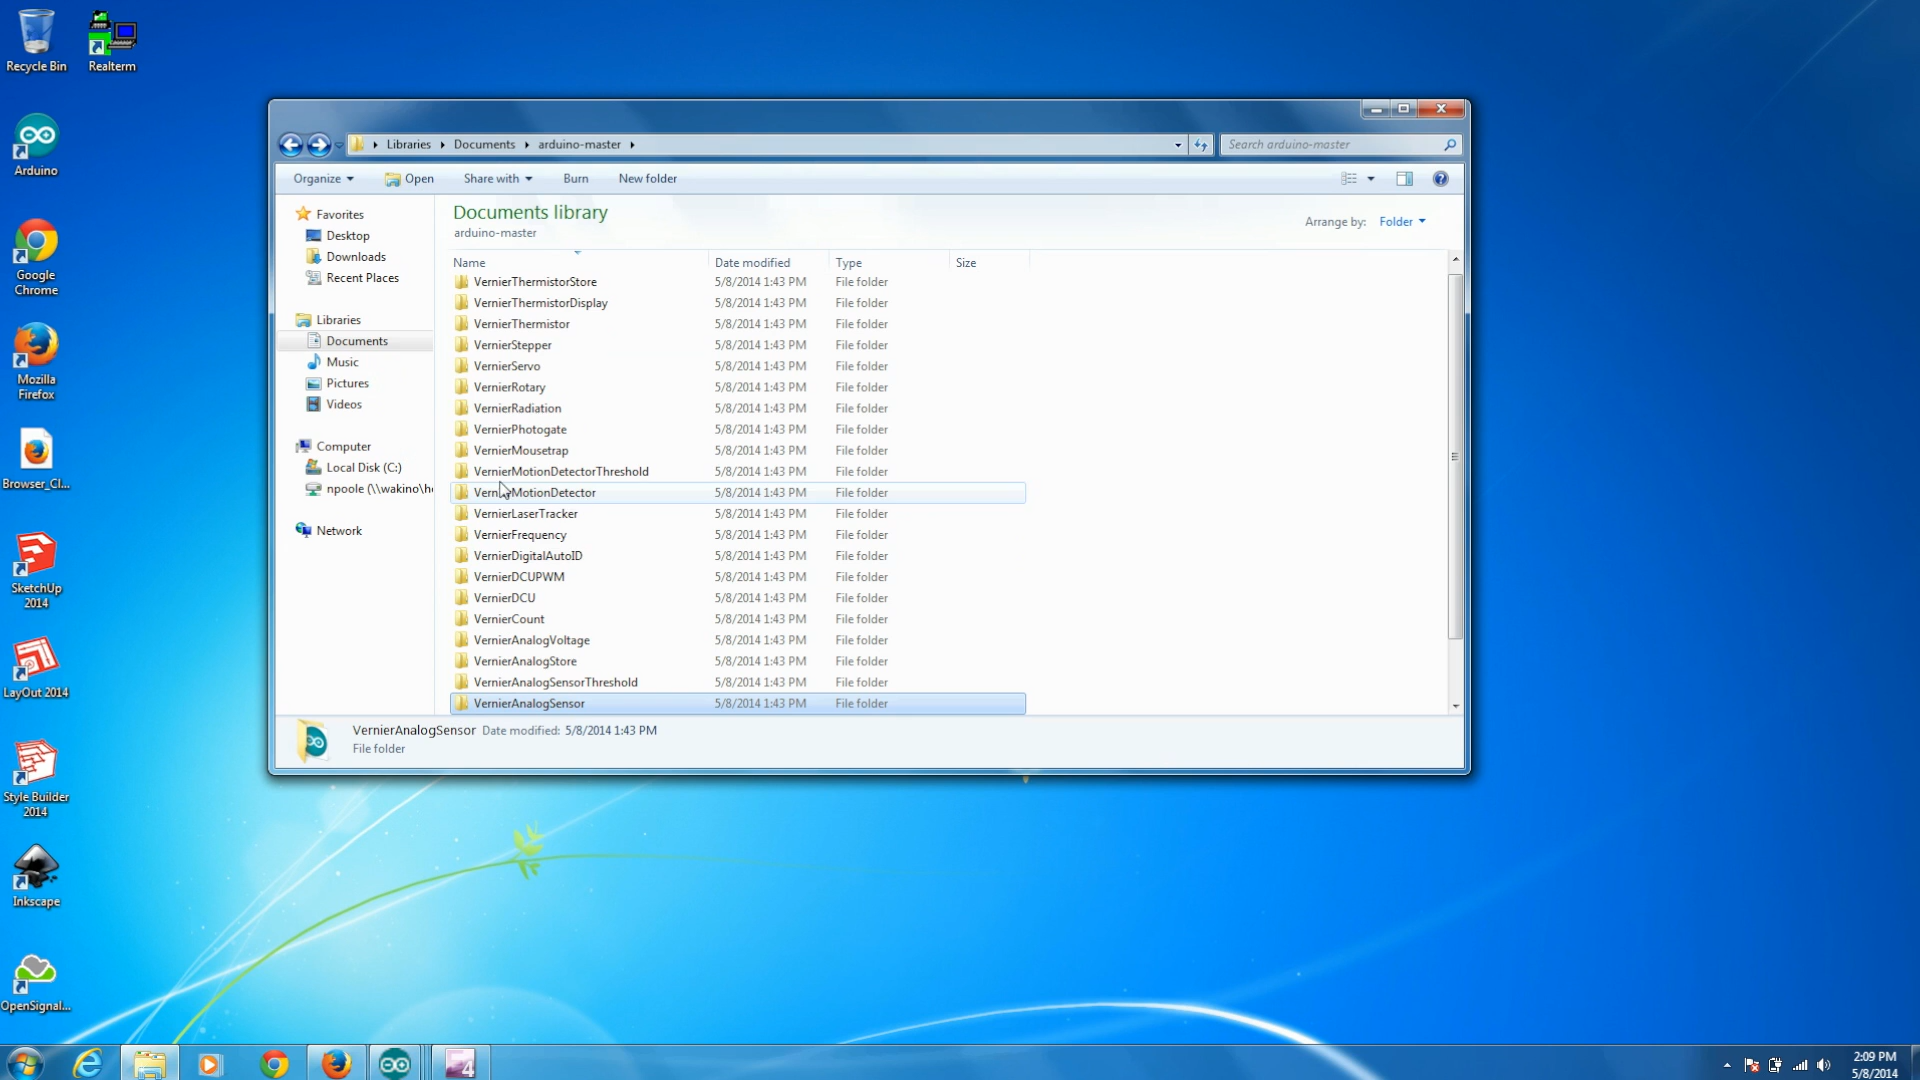 Recycle Bin
Realterm
Arduino
Google
Chrome
Mozilla
Firefox
Browser_Cl...
SketchUp
2014
LayOut 2014
Style Builder
2014
Inkscape
OpenSignal...
Libraries Documents arduino-master
Search arduino-master
Organize Open Share with Burn New folder
Favorites
Desktop
Downloads
Recent Places
Libraries
Documents
Music
Pictures
Videos
Computer
Local Disk (C:)
npoole (\\wakino\h
Network
Documents library
arduino-master
Arrange by: Folder
Name Date modified Type Size
VernierThermistorStore 5/8/2014 1:43 PM File folder
VernierThermistorDisplay 5/8/2014 1:43 PM File folder
VernierThermistor 5/8/2014 1:43 PM File folder
VernierStepper 5/8/2014 1:43 PM File folder
VernierServo 5/8/2014 1:43 PM File folder
VernierRotary 5/8/2014 1:43 PM File folder
VernierRadiation 5/8/2014 1:43 PM File folder
VernierPhotogate 5/8/2014 1:43 PM File folder
VernierMousetrap 5/8/2014 1:43 PM File folder
VernierMotionDetectorThreshold 5/8/2014 1:43 PM File folder
VernierMotionDetector 5/8/2014 1:43 PM File folder
VernierLaserTracker 5/8/2014 1:43 PM File folder
VernierFrequency 5/8/2014 1:43 PM File folder
VernierDigitalAutoID 5/8/2014 1:43 PM File folder
VernierDCUPWM 5/8/2014 1:43 PM File folder
VernierDCU 5/8/2014 1:43 PM File folder
VernierCount 5/8/2014 1:43 PM File folder
VernierAnalogVoltage 5/8/2014 1:43 PM File folder
VernierAnalogStore 5/8/2014 1:43 PM File folder
VernierAnalogSensorThreshold 5/8/2014 1:43 PM File folder
VernierAnalogSensor 5/8/2014 1:43 PM File folder
VernierAnalogSensor Date modified: 5/8/2014 1:43 PM
File folder
4
2:09 PM
5/8/2014